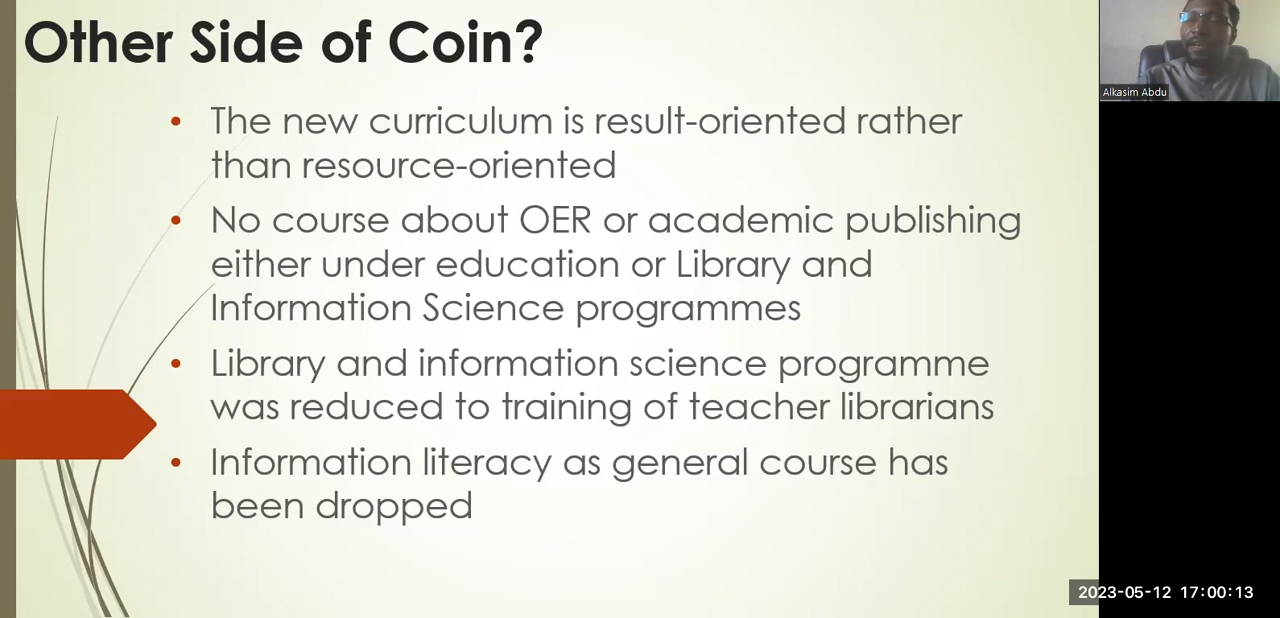 Other Side of Coin?
• The new curriculum is result-oriented rather
than resource-oriented
• No course about OER or academic publishing
either under education or Library and
Information Science programmes
• Library and information science programme
was reduced to training of teacher librarians
• Information literacy as general course has
been dropped
Alkasim Abdu
2023-05-12 17:00:13